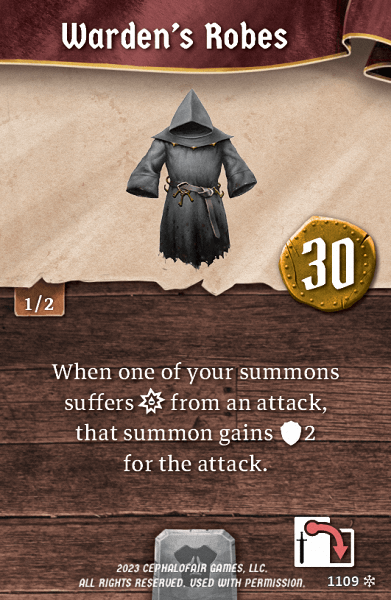 Warden's Robes
30
1/2
When one of your summons
suffers from an attack,
that summon gains 2
for the attack.
2023 CEPHALOFAIR GAMES, LLC.
ALL RIGHTS RESERVED. USED WITH PERMISSION.
1109